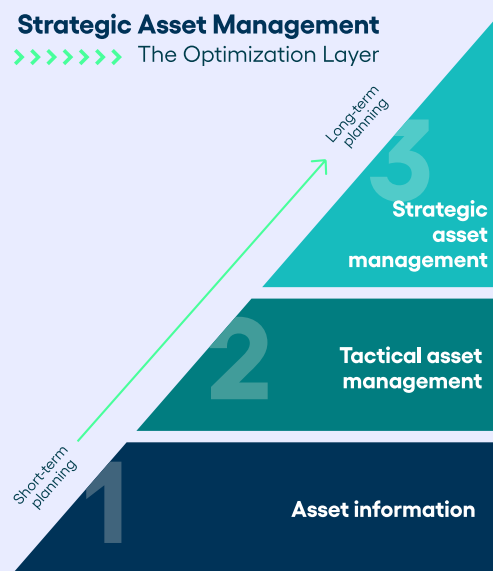 Strategic Asset Management
The Optimization Layer
Long-term
planning
3
Strategic
asset
management
2
Tactical asset
management
Short-term
planning
1
Asset information